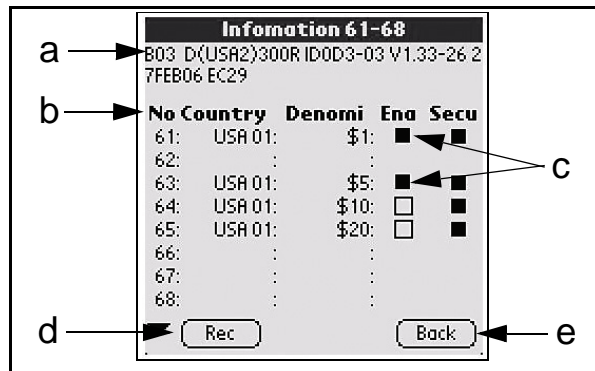 Infomation 61-68
a
B03 D(USA2)300R ID0D3-03 V1.33-26 2
7FEB06 EC29
b
No Country Denomi Ena Secu
61: USA 01: $1:
62: :
c
63: USA 01: $5:
64: USA 01: $10:
65: USA 01: $20:
66: : :
67: : :
68: : :
d
Rec
Back
e